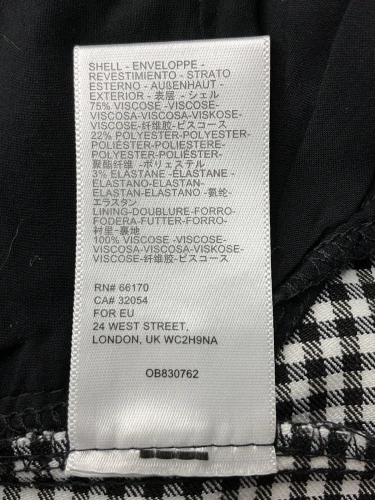 SHELL - ENVELOPPE -
REVESTIMIENTO - STRATO
ESTERNO - AUßENHAUT -
EXTERIOR - 表层 - シェル
75% VISCOSE -VISCOSE-
VISCOSA-VISCOSA-VISKOSE-
VISCOSE-纤维胶-ビスコース
22% POLYESTER-POLYESTER-
POLIÉSTER-POLIESTERE-
POLYESTER-POLYESTER-
聚酯纤维 -ポリエステル
3% ELASTANE -ÉLASTANE-
ELASTANO-ELASTAN-
ELASTAN-ELASTANO -氨纶-
エラスタン
LINING-DOUBLURE-FORRO-
FODERA-FUTTER-FORRO-
衬里-裏地
100% VISCOSE -VISCOSE-
VISCOSA-VISCOSA-VISKOSE-
VISCOSE-纤维胶-ビスコース
RN# 66170
CA# 32054
FOR EU
24 WEST STREET,
LONDON, UK WC2H9NA
OB830762